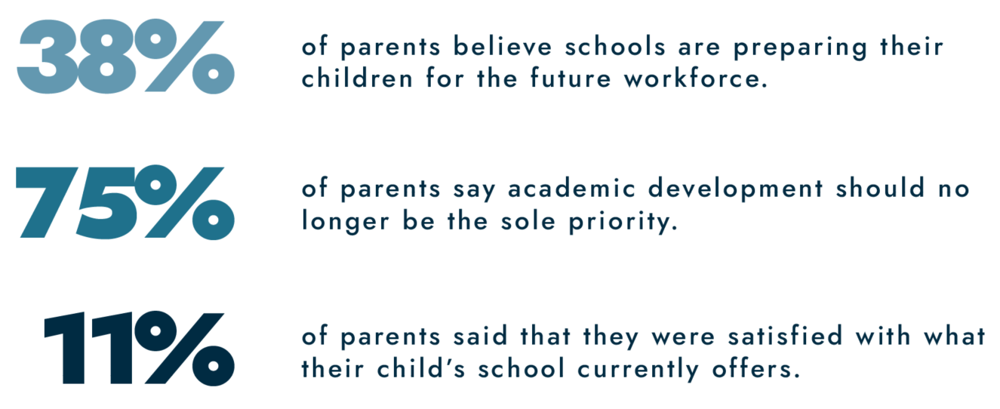 38%
of parents believe schools are preparing their
children for the future workforce.
75%
of parents say academic development should no
longer be the sole priority.
11%
of parents said that they were satisfied with what
their child’s school currently offers.